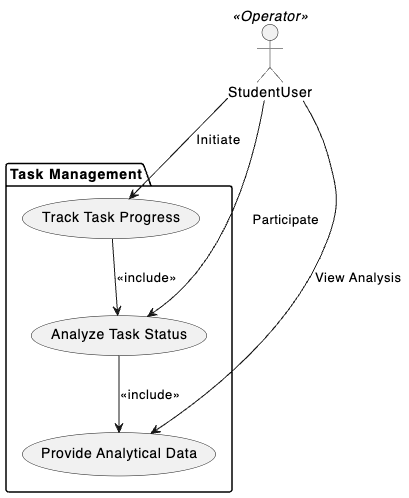 «Operator»
StudentUser
Initiate
Task Management
Track Task Progress
Participate
«include»
View Analysis
Analyze Task Status
«include»
Provide Analytical Data